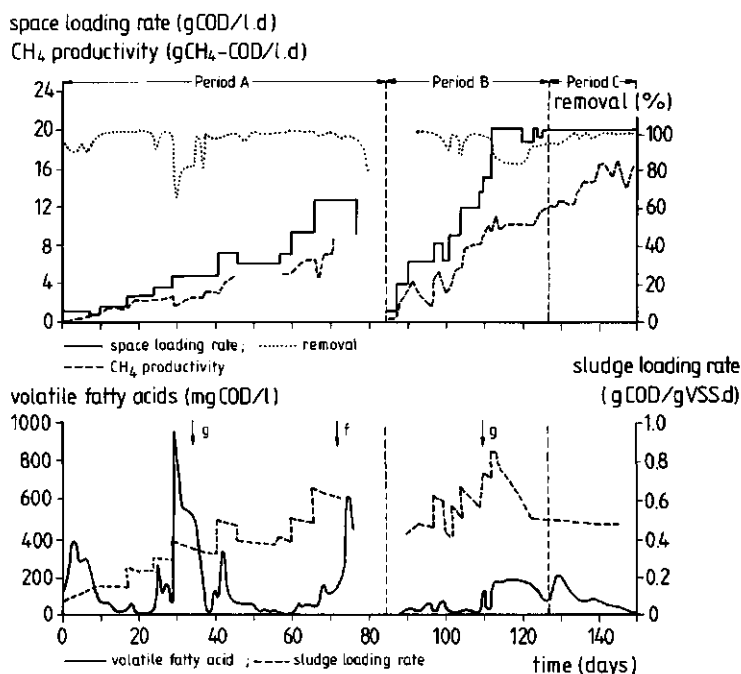 space loading rate (gCOD/l.d)
CH₄ productivity (gCH₄-COD/l.d)
Period A
Period B
Period C
removal (%)
24
20
16
12
8
4
0
100
80
60
40
20
0
space loading rate; removal
CH₄ productivity
volatile fatty acids (mgCOD/l)
sludge loading rate
(gCOD/gVSS.d)
1000
800
600
400
200
0
g
f
g
1.0
0.8
0.6
0.4
0.2
0
0 20 40 60 80 100 120 140
volatile fatty acid; sludge loading rate
time (days)